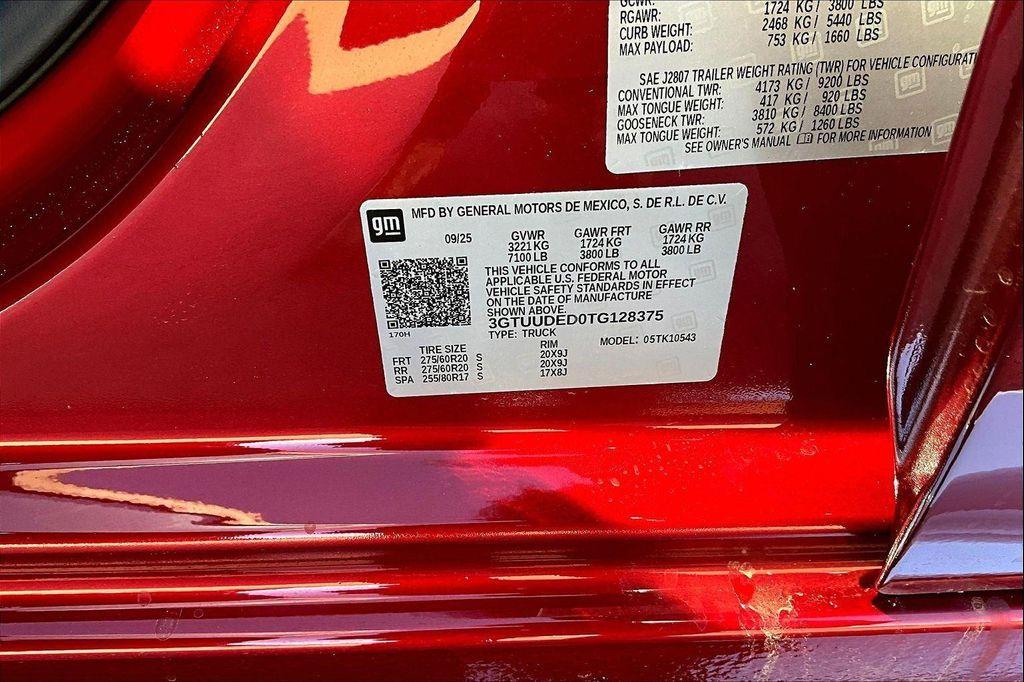 GCWR:
RGAWR: 1724 KG/ 3800 LBS
CURB WEIGHT: 2468 KG/ 5440 LBS
MAX PAYLOAD: 753 KG/ 1660 LBS
SAE J2807 TRAILER WEIGHT RATING (TWR) FOR VEHICLE CONFIGURATI
CONVENTIONAL TWR: 4173 KG/ 9200 LBS
MAX TONGUE WEIGHT: 417 KG/ 920 LBS
GOOSENECK TWR: 3810 KG/ 8400 LBS
MAX TONGUE WEIGHT: 572 KG/ 1260 LBS
SEE OWNER'S MANUAL FOR MORE INFORMATION
gm MFD BY GENERAL MOTORS DE MEXICO, S. DE R.L. DE C.V.
09/25 GVWR GAWR FRT GAWR RR
3221 KG 1724 KG 1724 KG
7100 LB 3800 LB 3800 LB
THIS VEHICLE CONFORMS TO ALL
APPLICABLE U.S. FEDERAL MOTOR
VEHICLE SAFETY STANDARDS IN EFFECT
ON THE DATE OF MANUFACTURE
SHOWN ABOVE.
3GTUUDED0TG128375
170H
TYPE: TRUCK MODEL: 05TK10543
TIRE SIZE RIM
FRT 275/60R20 S 20X9J
RR 275/60R20 S 20X9J
SPA 255/80R17 S 17X8J